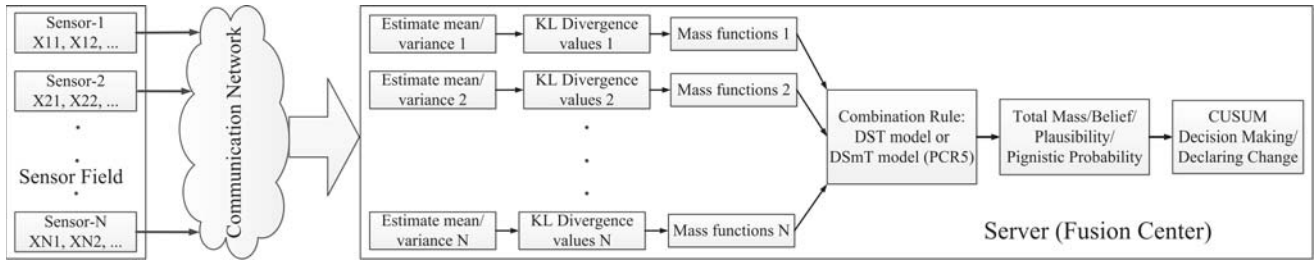 Sensor-1
X11, X12, ...
Sensor-2
X21, X22, ...
Sensor Field
Sensor-N
XN1, XN2, ...
Communication Network
Estimate mean/
variance 1
KL Divergence
values 1
Mass functions 1
Estimate mean/
variance 2
KL Divergence
values 2
Mass functions 2
Estimate mean/
variance N
KL Divergence
values N
Mass functions N
Combination Rule:
DST model or
DSmT model (PCR5)
Total Mass/Belief/
Plausibility/
Pignistic Probability
CUSUM
Decision Making/
Declaring Change
Server (Fusion Center)